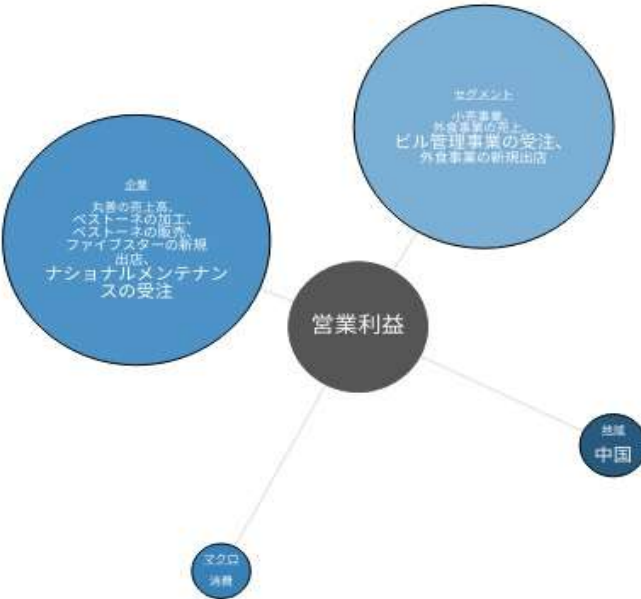 セグメント
小売事業、
外食事業の売上、
ビル管理事業の受注、
外食事業の新規出店
企業
丸善の売上高、
ベストーネの加工、
ベストーネの販売、
ファイブスターの新規
出店、
ナショナルメンテナン
スの受注
営業利益
地域
中国
マクロ
消費